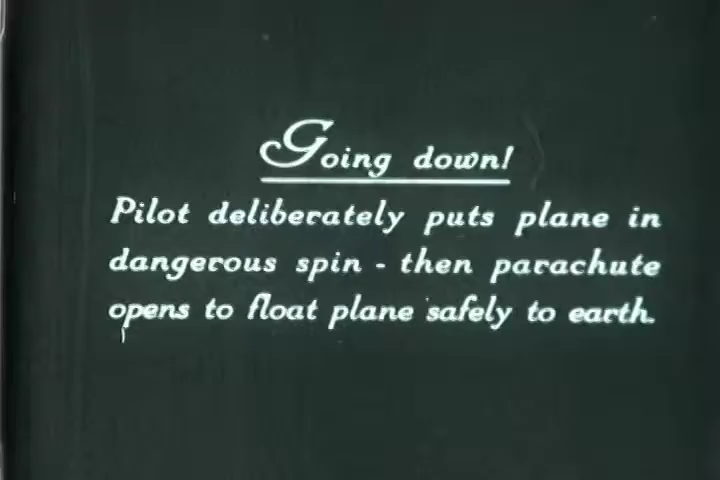 Going down!
Pilot deliberately puts plane in
dangerous spin - then parachute
opens to float plane safely to earth.